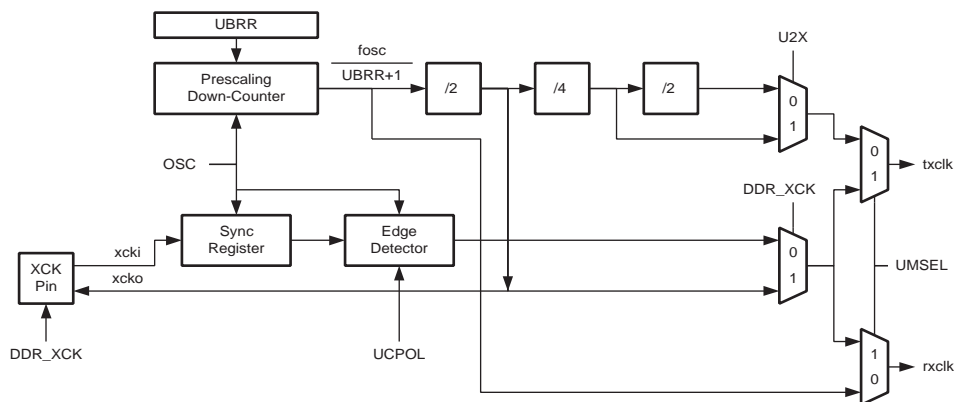 UBRR
fosc
U2X
Prescaling
Down-Counter
UBRR+1
/2
/4
/2
0
1
OSC
0
1
txclk
DDR_XCK
Sync
Register
Edge
Detector
xcki
0
UMSEL
XCK
Pin
xcko
1
DDR_XCK
UCPOL
1
0
rxclk